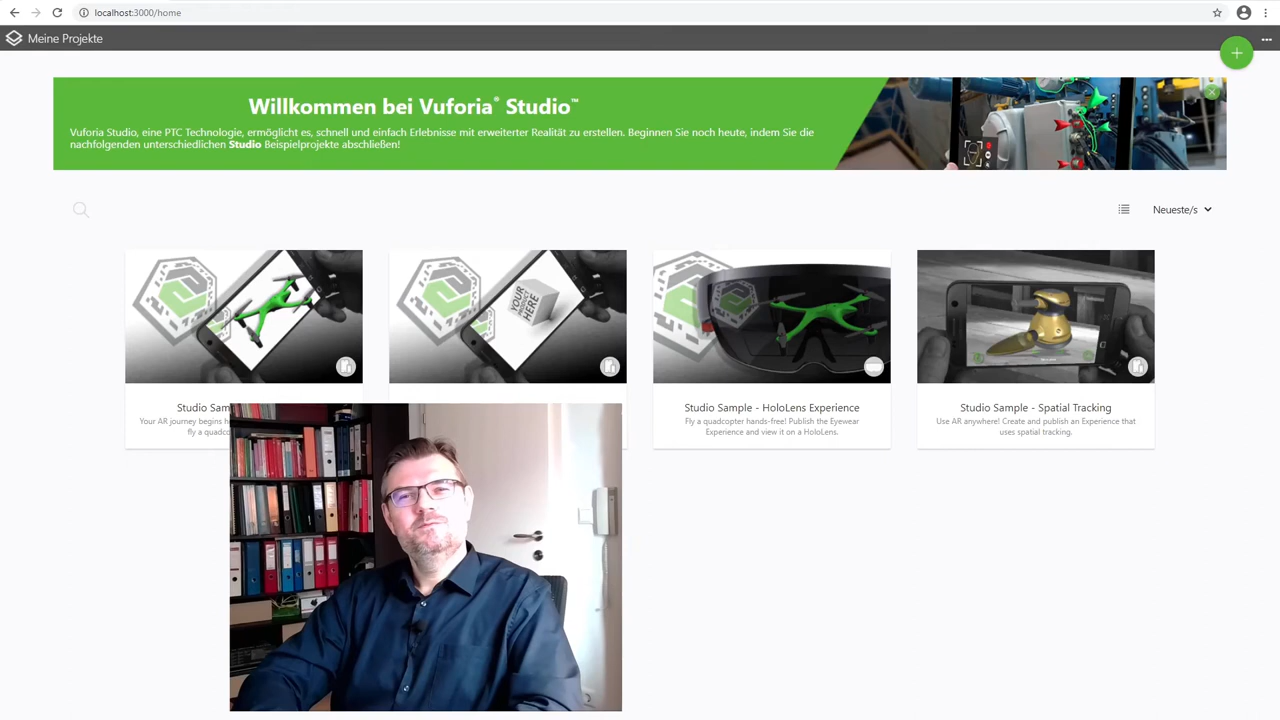 localhost:3000/home
Meine Projekte
Willkommen bei Vuforia® Studio™
Vuforia Studio, eine PTC Technologie, ermöglicht es, schnell und einfach Erlebnisse mit erweiterter Realität zu erstellen. Beginnen Sie noch heute, indem Sie die
nachfolgenden unterschiedlichen Studio Beispielprojekte abschließen!
Neueste/s
YOUR
PRODUCT
HERE
Studio Sam
Your AR journey begins h
fly a quadco
Studio Sample - HoloLens Experience
Fly a quadcopter hands-free! Publish the Eyewear
Experience and view it on a HoloLens.
Studio Sample - Spatial Tracking
Use AR anywhere! Create and publish an Experience that
uses spatial tracking.